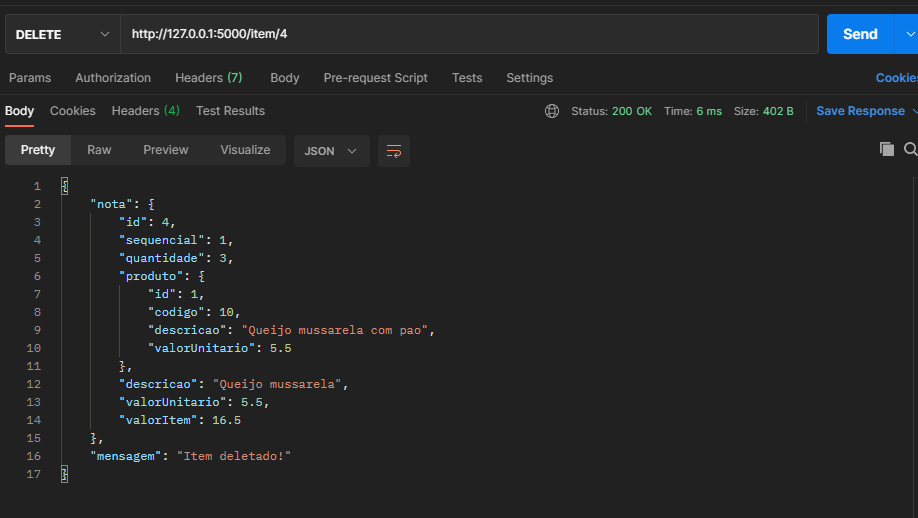 DELETE http://127.0.0.1:5000/item/4 Send
Params Authorization Headers (7) Body Pre-request Script Tests Settings Cookies
Body Cookies Headers (4) Test Results Status: 200 OK Time: 6 ms Size: 402 B Save Response
Pretty Raw Preview Visualize JSON
1 {
2 "nota": {
3 "id": 4,
4 "sequencial": 1,
5 "quantidade": 3,
6 "produto": {
7 "id": 1,
8 "codigo": 10,
9 "descricao": "Queijo mussarela com pao",
10 "valorUnitario": 5.5
11 },
12 "descricao": "Queijo mussarela",
13 "valorUnitario": 5.5,
14 "valorItem": 16.5
15 },
16 "mensagem": "Item deletado!"
17 }